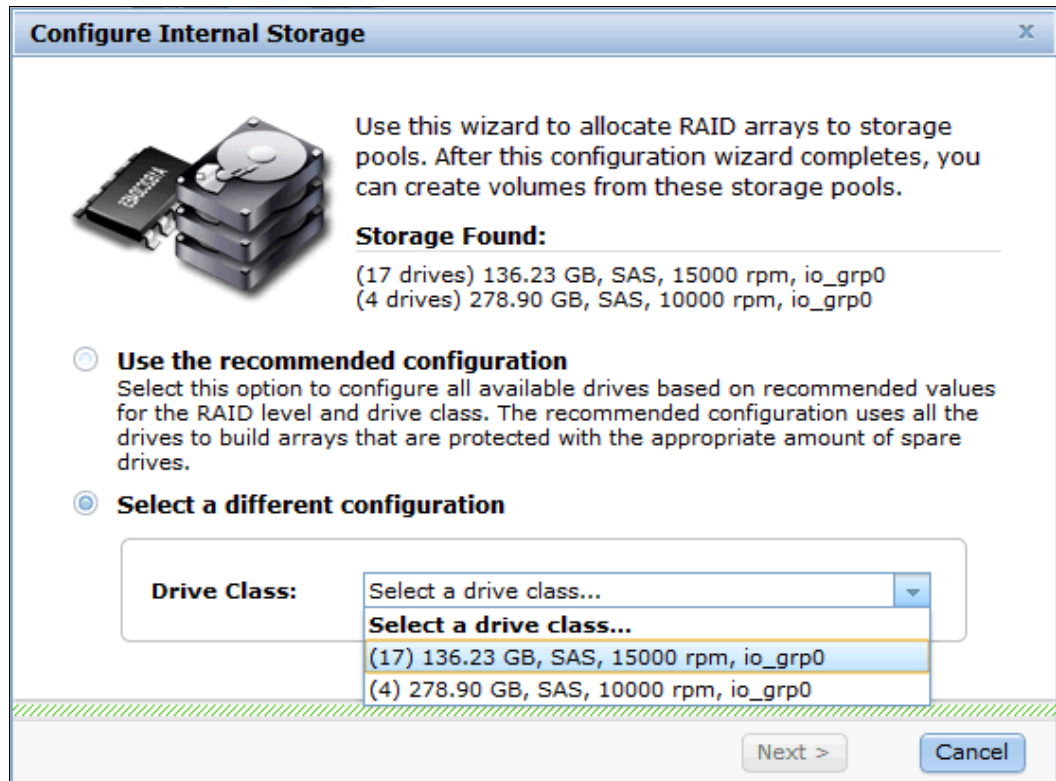 Configure Internal Storage
x
Use this wizard to allocate RAID arrays to storage
pools. After this configuration wizard completes, you
can create volumes from these storage pools.
Storage Found:
(17 drives) 136.23 GB, SAS, 15000 rpm, io_grp0
(4 drives) 278.90 GB, SAS, 10000 rpm, io_grp0
Use the recommended configuration
Select this option to configure all available drives based on recommended values
for the RAID level and drive class. The recommended configuration uses all the
drives to build arrays that are protected with the appropriate amount of spare
drives.
Select a different configuration
Drive Class:
Select a drive class...
Select a drive class...
(17) 136.23 GB, SAS, 15000 rpm, io_grp0
(4) 278.90 GB, SAS, 10000 rpm, io_grp0
Next >
Cancel